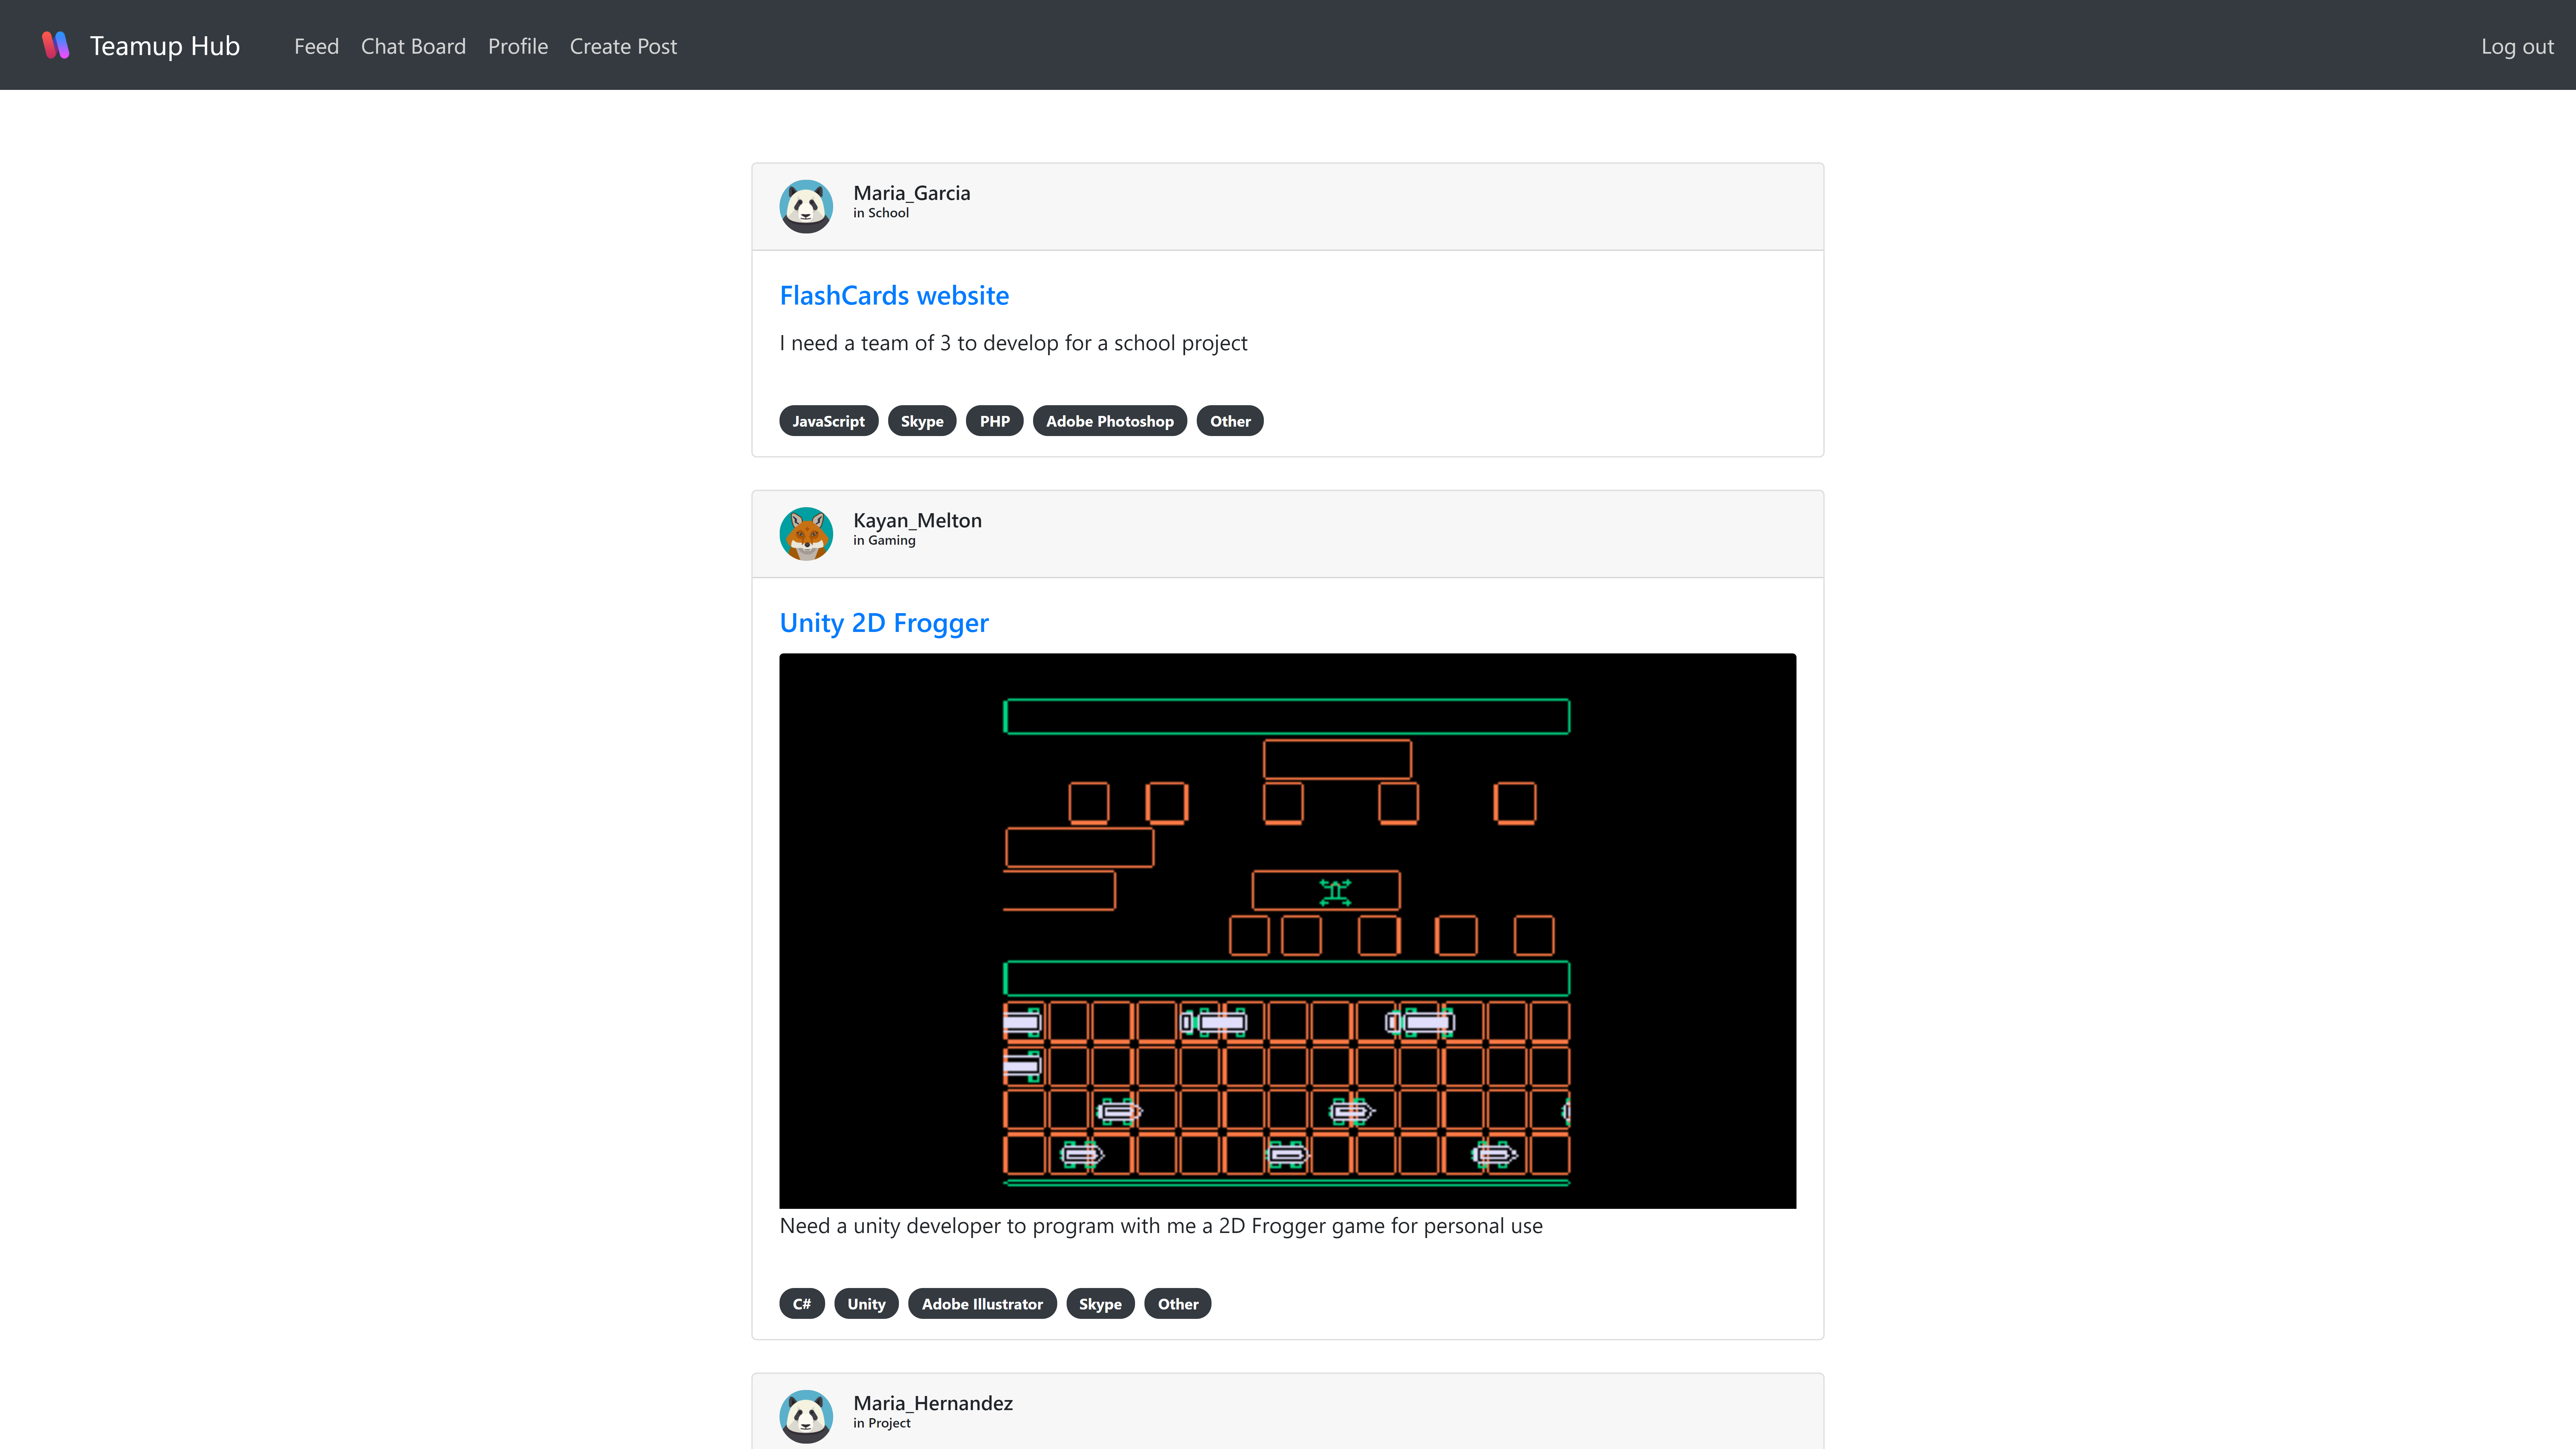 Teamup Hub Feed Chat Board Profile Create Post Log out
Maria_Garcia
in School
FlashCards website
I need a team of 3 to develop for a school project
JavaScript Skype PHP Adobe Photoshop Other
Kayan_Melton
in Gaming
Unity 2D Frogger
Need a unity developer to program with me a 2D Frogger game for personal use
C# Unity Adobe Illustrator Skype Other
Maria_Hernandez
in Project